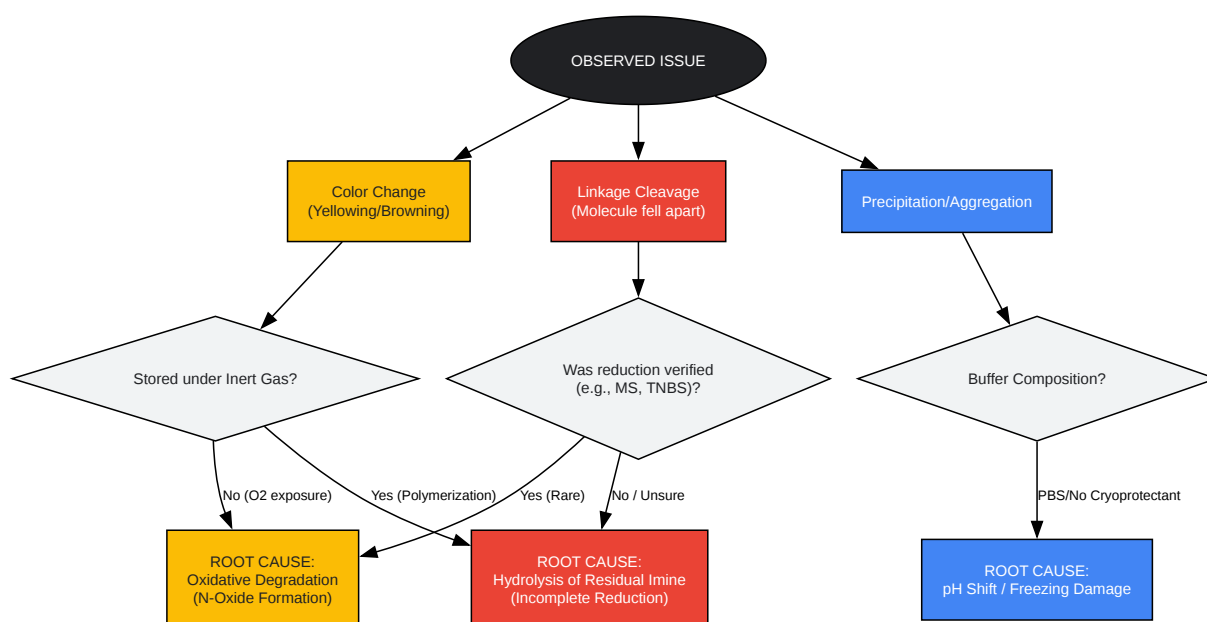 OBSERVED ISSUE
Color Change
(Yellowing/Browning)
Linkage Cleavage
(Molecule fell apart)
Precipitation/Aggregation
Stored under Inert Gas?
Was reduction verified
(e.g., MS, TNBS)?
Buffer Composition?
No (O2 exposure)
Yes (Polymerization)
Yes (Rare)
No / Unsure
PBS/No Cryoprotectant
ROOT CAUSE:
Oxidative Degradation
(N-Oxide Formation)
ROOT CAUSE:
Hydrolysis of Residual Imine
(Incomplete Reduction)
ROOT CAUSE:
pH Shift / Freezing Damage